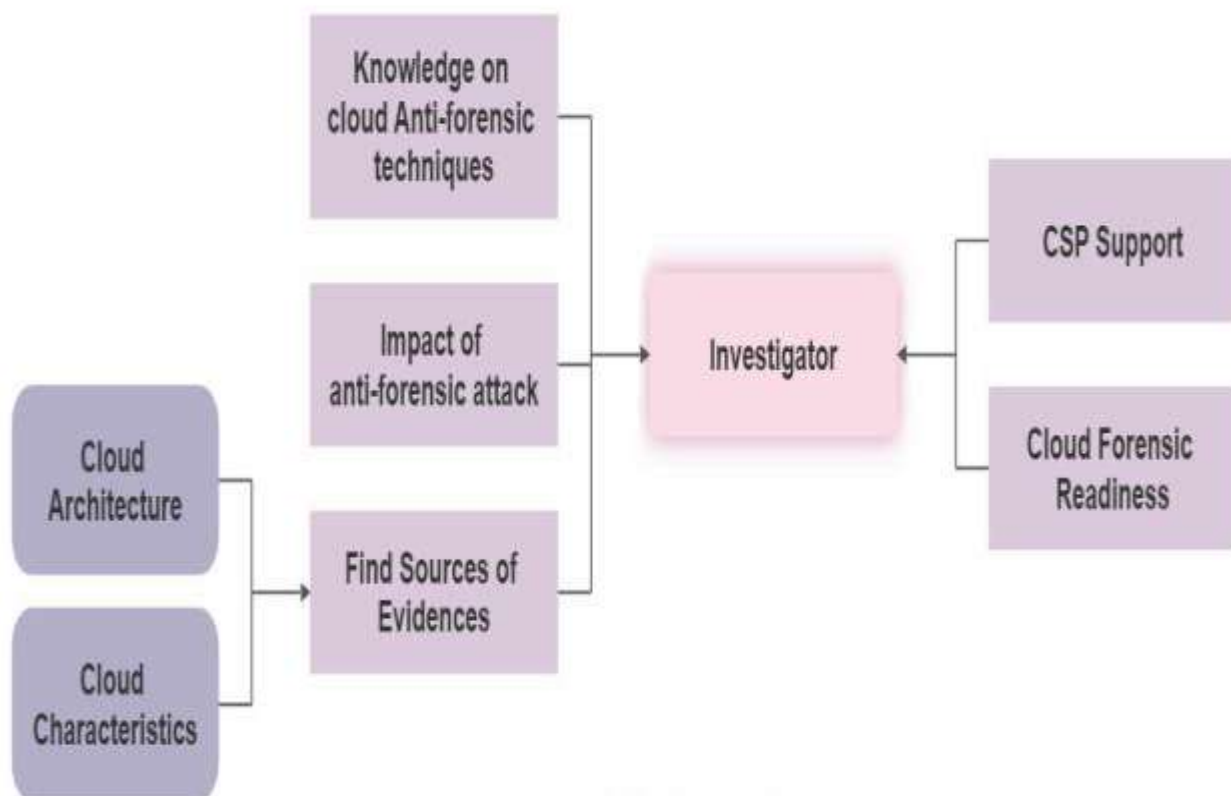 Knowledge on
cloud Anti-forensic
techniques
Impact of
anti-forensic attack
Cloud
Architecture
Cloud
Characteristics
Find Sources of
Evidences
Investigator
CSP Support
Cloud Forensic
Readiness